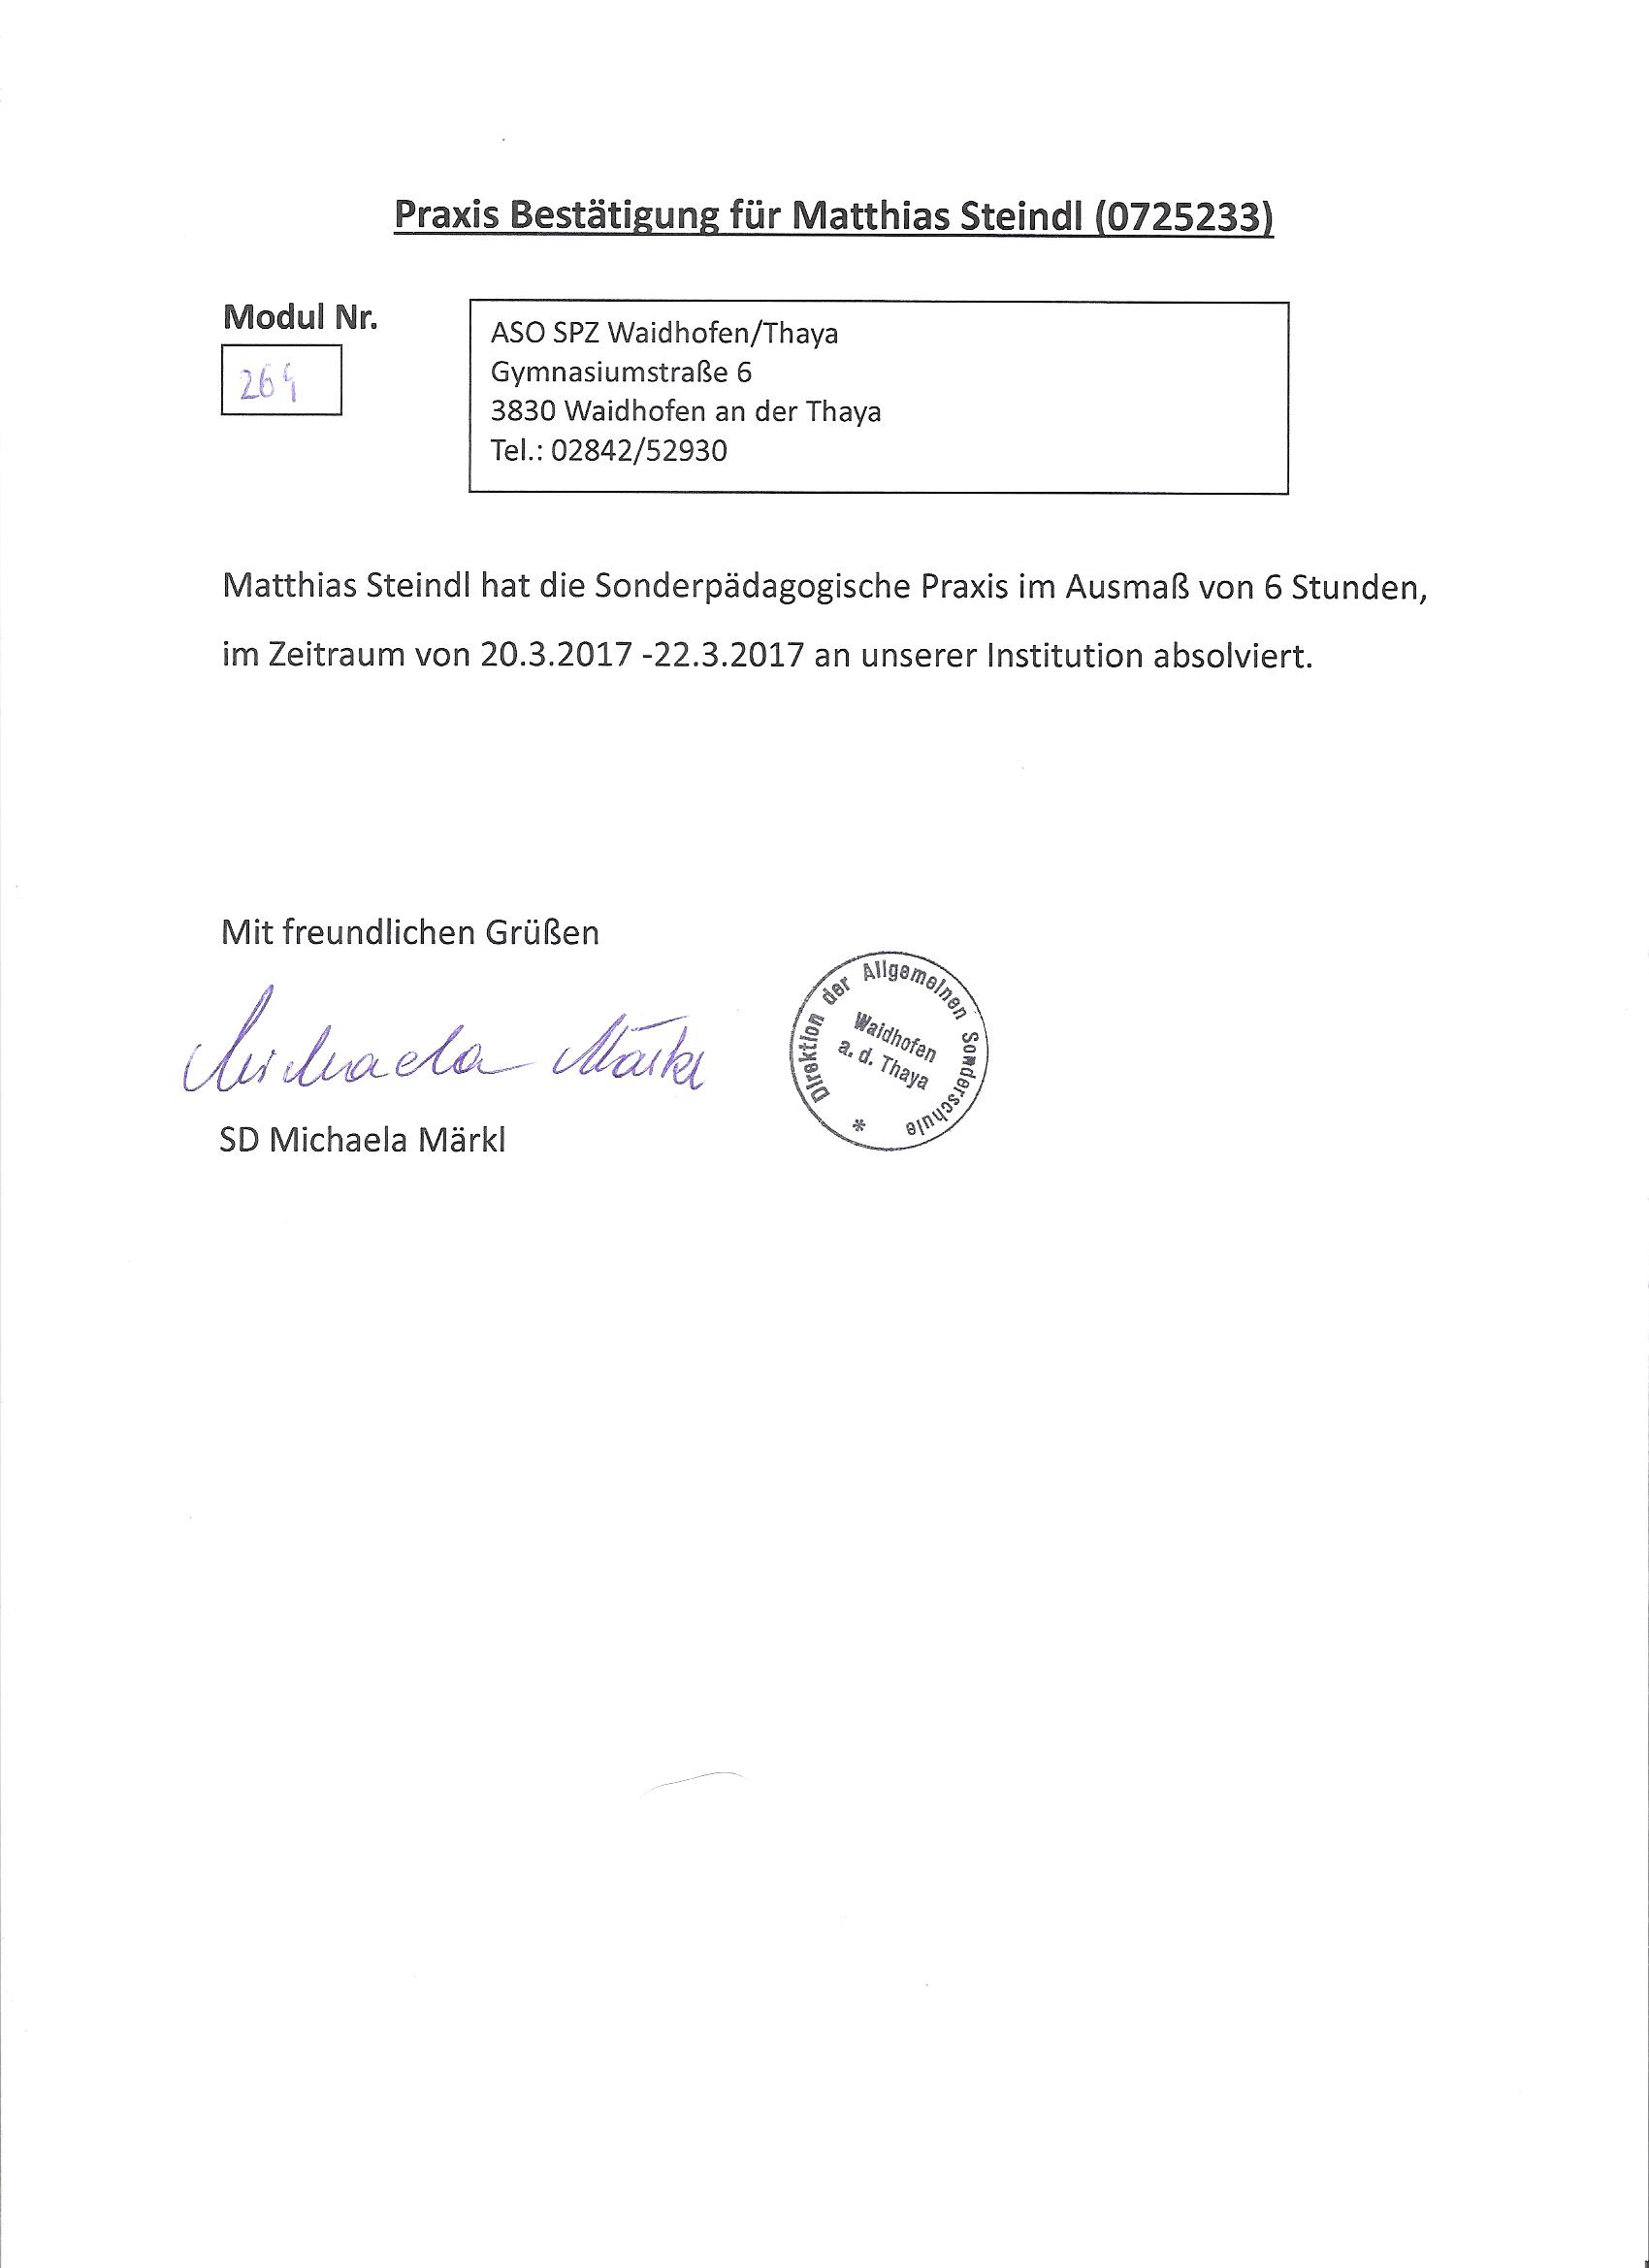 Praxis Bestätigung für Matthias Steindl (0725233)
Modul Nr.
264
ASO SPZ Waidhofen/Thaya
Gymnasiumstraße 6
3830 Waidhofen an der Thaya
Tel.: 02842/52930
Matthias Steindl hat die Sonderpädagogische Praxis im Ausmaß von 6 Stunden,
im Zeitraum von 20.3.2017 -22.3.2017 an unserer Institution absolviert.
Mit freundlichen Grüßen
Michaela Märkl
SD Michaela Märkl
Direktion der Allgemeinen Sonderschule *
Waidhofen
a. d. Thaya